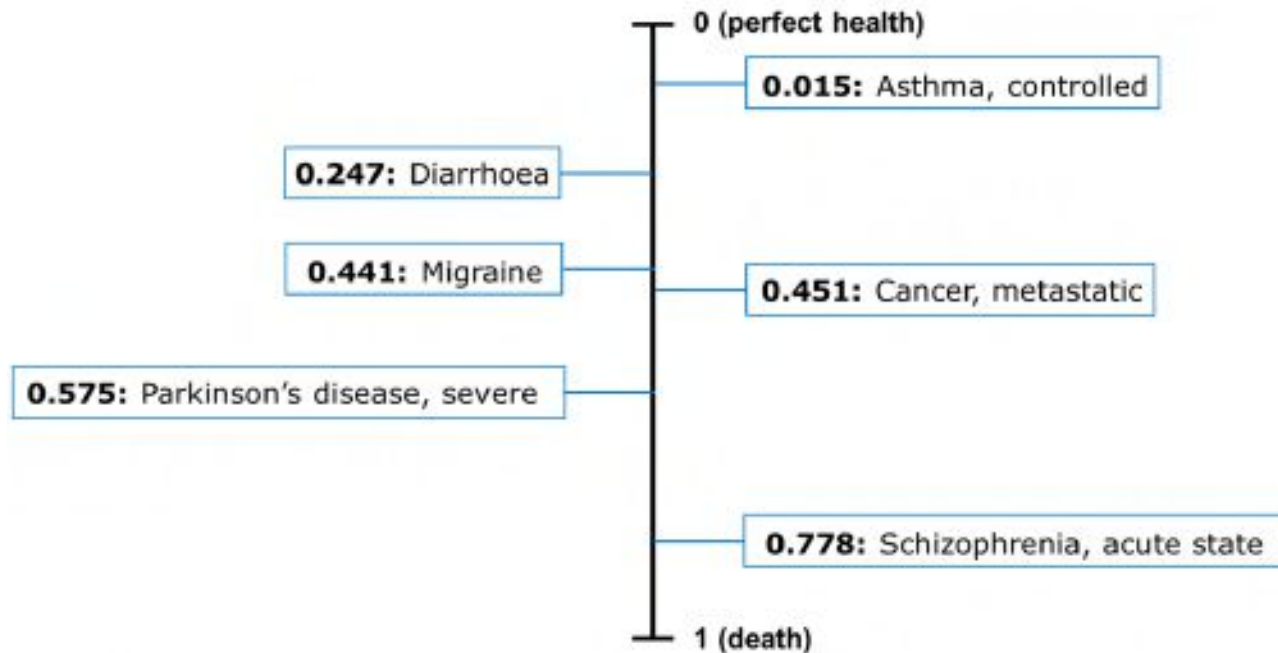 0 (perfect health)
0.015: Asthma, controlled
0.247: Diarrhoea
0.441: Migraine
0.451: Cancer, metastatic
0.575: Parkinson’s disease, severe
0.778: Schizophrenia, acute state
1 (death)